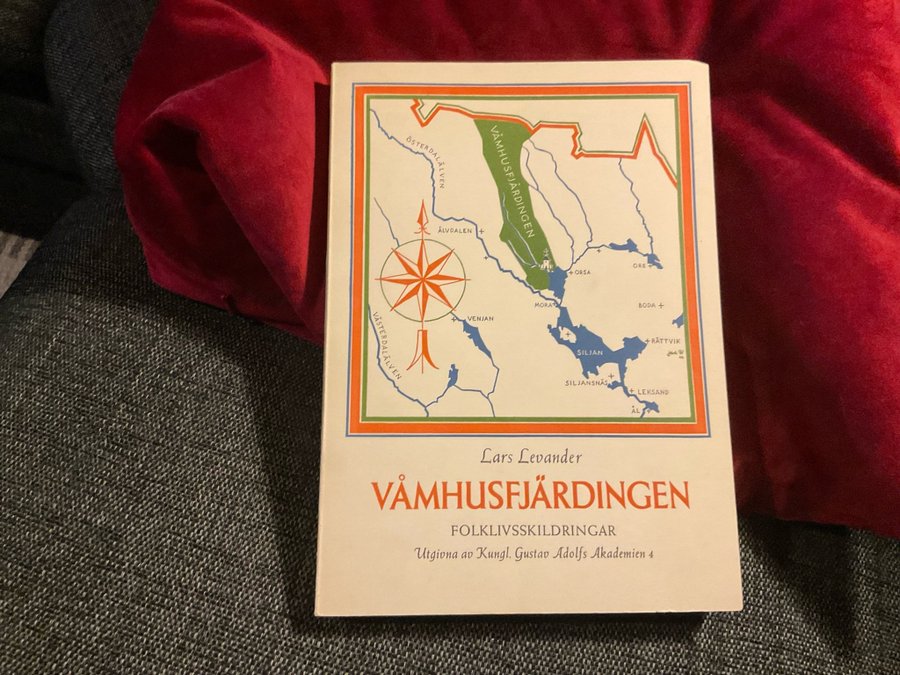 VÅMHUSFJÄRDINGEN
ÖSTERDALÄLVEN
ÄLVDALEN
ORSA
ORE
MORA
BODA
VENJAN
VÄSTERDALÄLVEN
SILJAN
RÄTTVIK
SILJANSNÄS
LEKSAND
ÅL
Lars Levander
VÅMHUSFJÄRDINGEN
FOLKLIVSSKILDRINGAR
Utgivna av Kungl. Gustav Adolfs Akademien 4